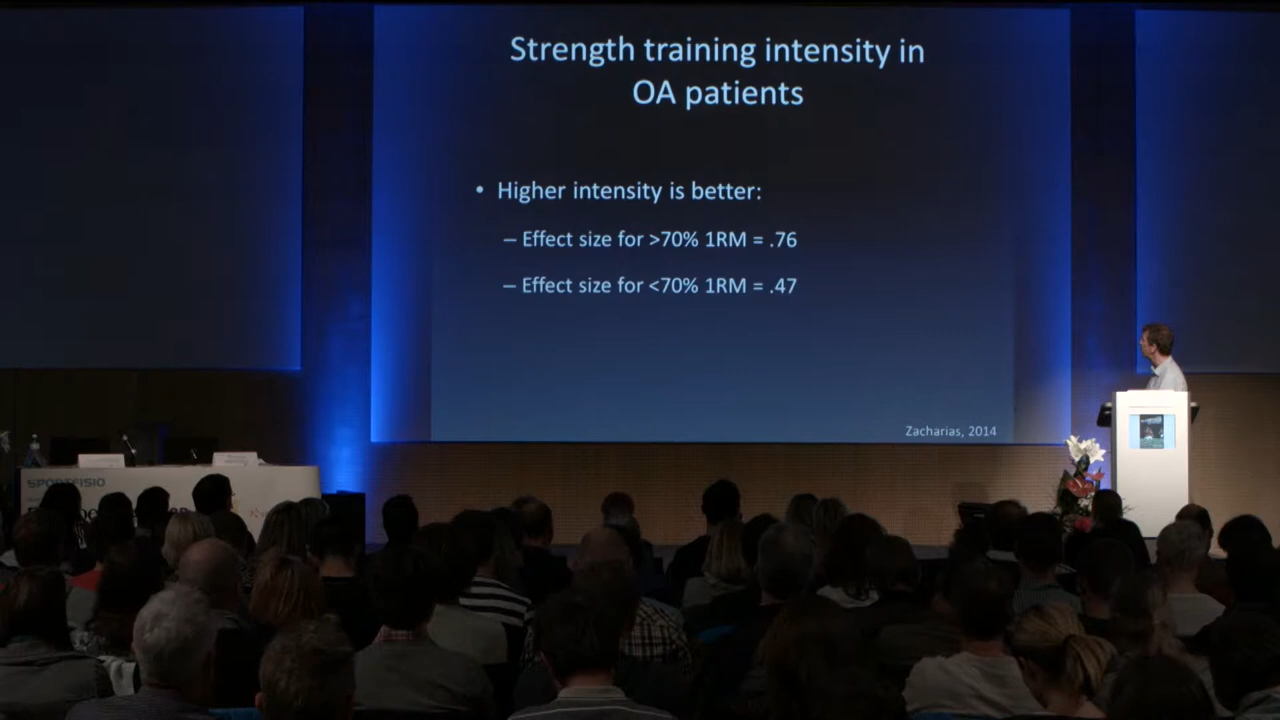 Strength training intensity in
OA patients
• Higher intensity is better:
– Effect size for >70% 1RM = .76
– Effect size for <70% 1RM = .47
Zacharias, 2014
SPORTFISIO